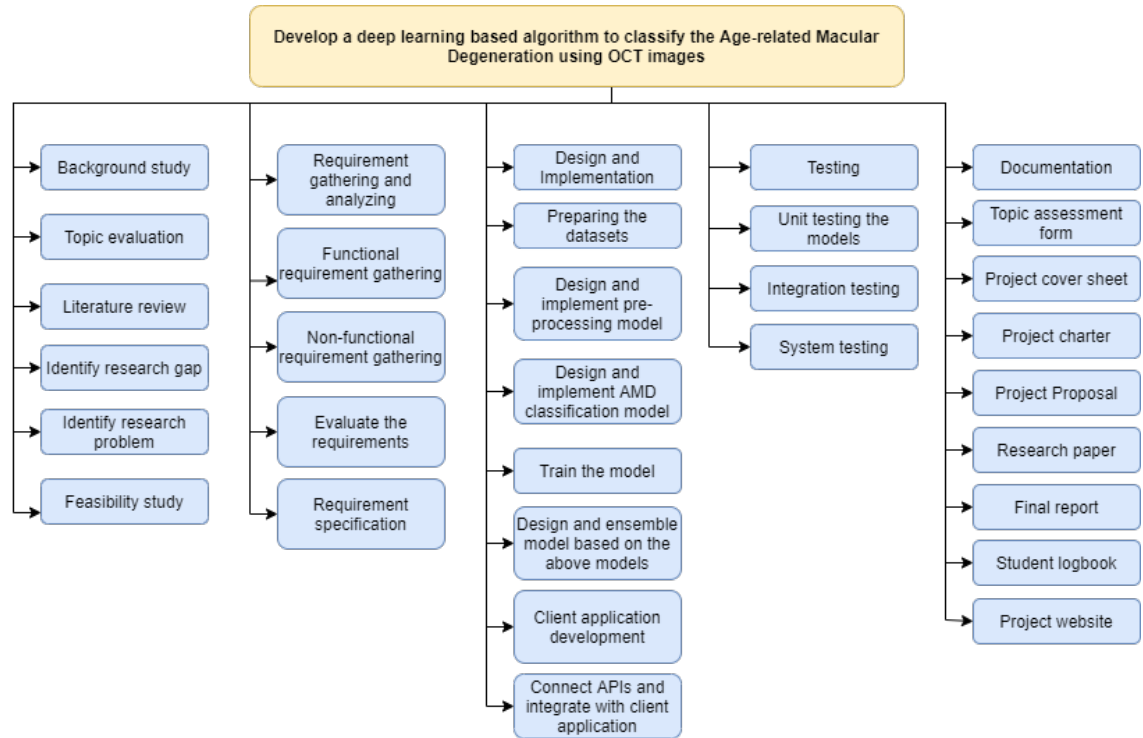 Develop a deep learning based algorithm to classify the Age-related Macular
Degeneration using OCT images
Background study
Topic evaluation
Literature review
Identify research gap
Identify research
problem
Feasibility study
Requirement
gathering and
analyzing
Functional
requirement gathering
Non-functional
requirement gathering
Evaluate the
requirements
Requirement
specification
Design and
Implementation
Preparing the
datasets
Design and
implement pre-
processing model
Design and
implement AMD
classification model
Train the model
Design and ensemble
model based on the
above models
Client application
development
Connect APIs and
integrate with client
application
Testing
Unit testing the
models
Integration testing
System testing
Documentation
Topic assessment
form
Project cover sheet
Project charter
Project Proposal
Research paper
Final report
Student logbook
Project website